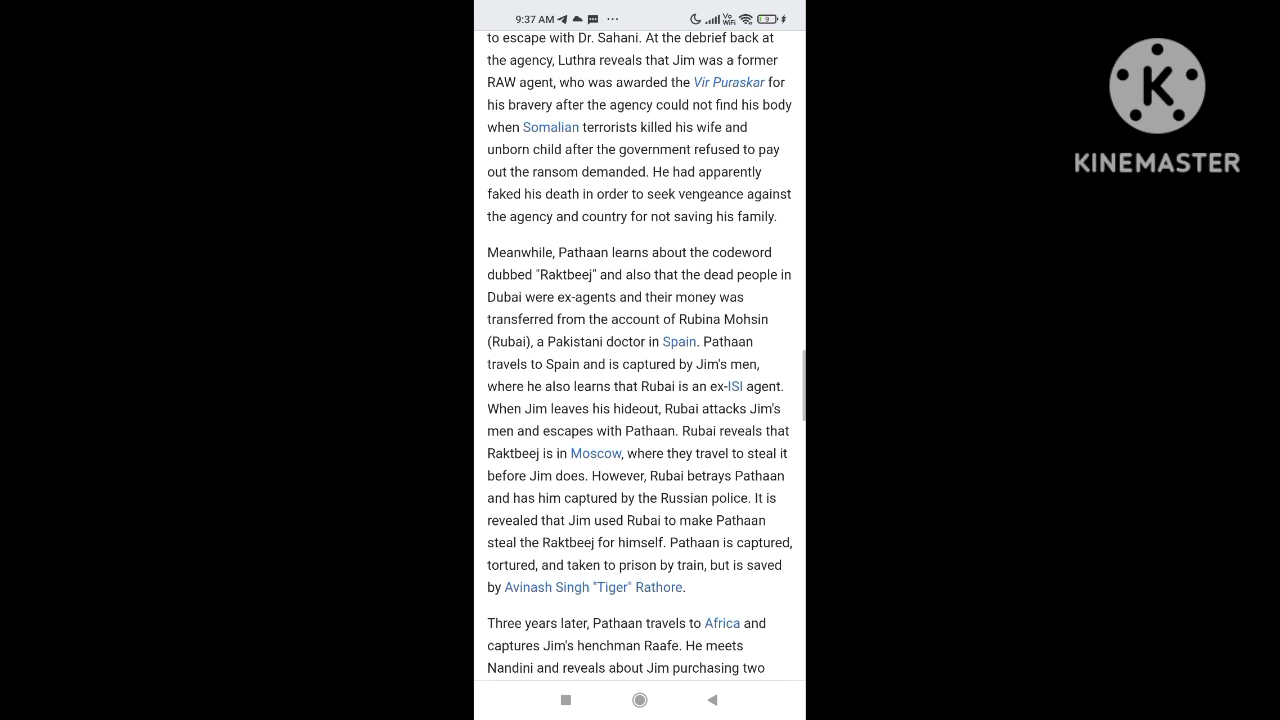 9:37 AM
Vo
WiFi
9
K
KINEMASTER
to escape with Dr. Sahani. At the debrief back at
the agency, Luthra reveals that Jim was a former
RAW agent, who was awarded the Vir Puraskar for
his bravery after the agency could not find his body
when Somalian terrorists killed his wife and
unborn child after the government refused to pay
out the ransom demanded. He had apparently
faked his death in order to seek vengeance against
the agency and country for not saving his family.
Meanwhile, Pathaan learns about the codeword
dubbed "Raktbeej" and also that the dead people in
Dubai were ex-agents and their money was
transferred from the account of Rubina Mohsin
(Rubai), a Pakistani doctor in Spain. Pathaan
travels to Spain and is captured by Jim's men,
where he also learns that Rubai is an ex-ISI agent.
When Jim leaves his hideout, Rubai attacks Jim's
men and escapes with Pathaan. Rubai reveals that
Raktbeej is in Moscow, where they travel to steal it
before Jim does. However, Rubai betrays Pathaan
and has him captured by the Russian police. It is
revealed that Jim used Rubai to make Pathaan
steal the Raktbeej for himself. Pathaan is captured,
tortured, and taken to prison by train, but is saved
by Avinash Singh "Tiger" Rathore.
Three years later, Pathaan travels to Africa and
captures Jim's henchman Raafe. He meets
Nandini and reveals about Jim purchasing two